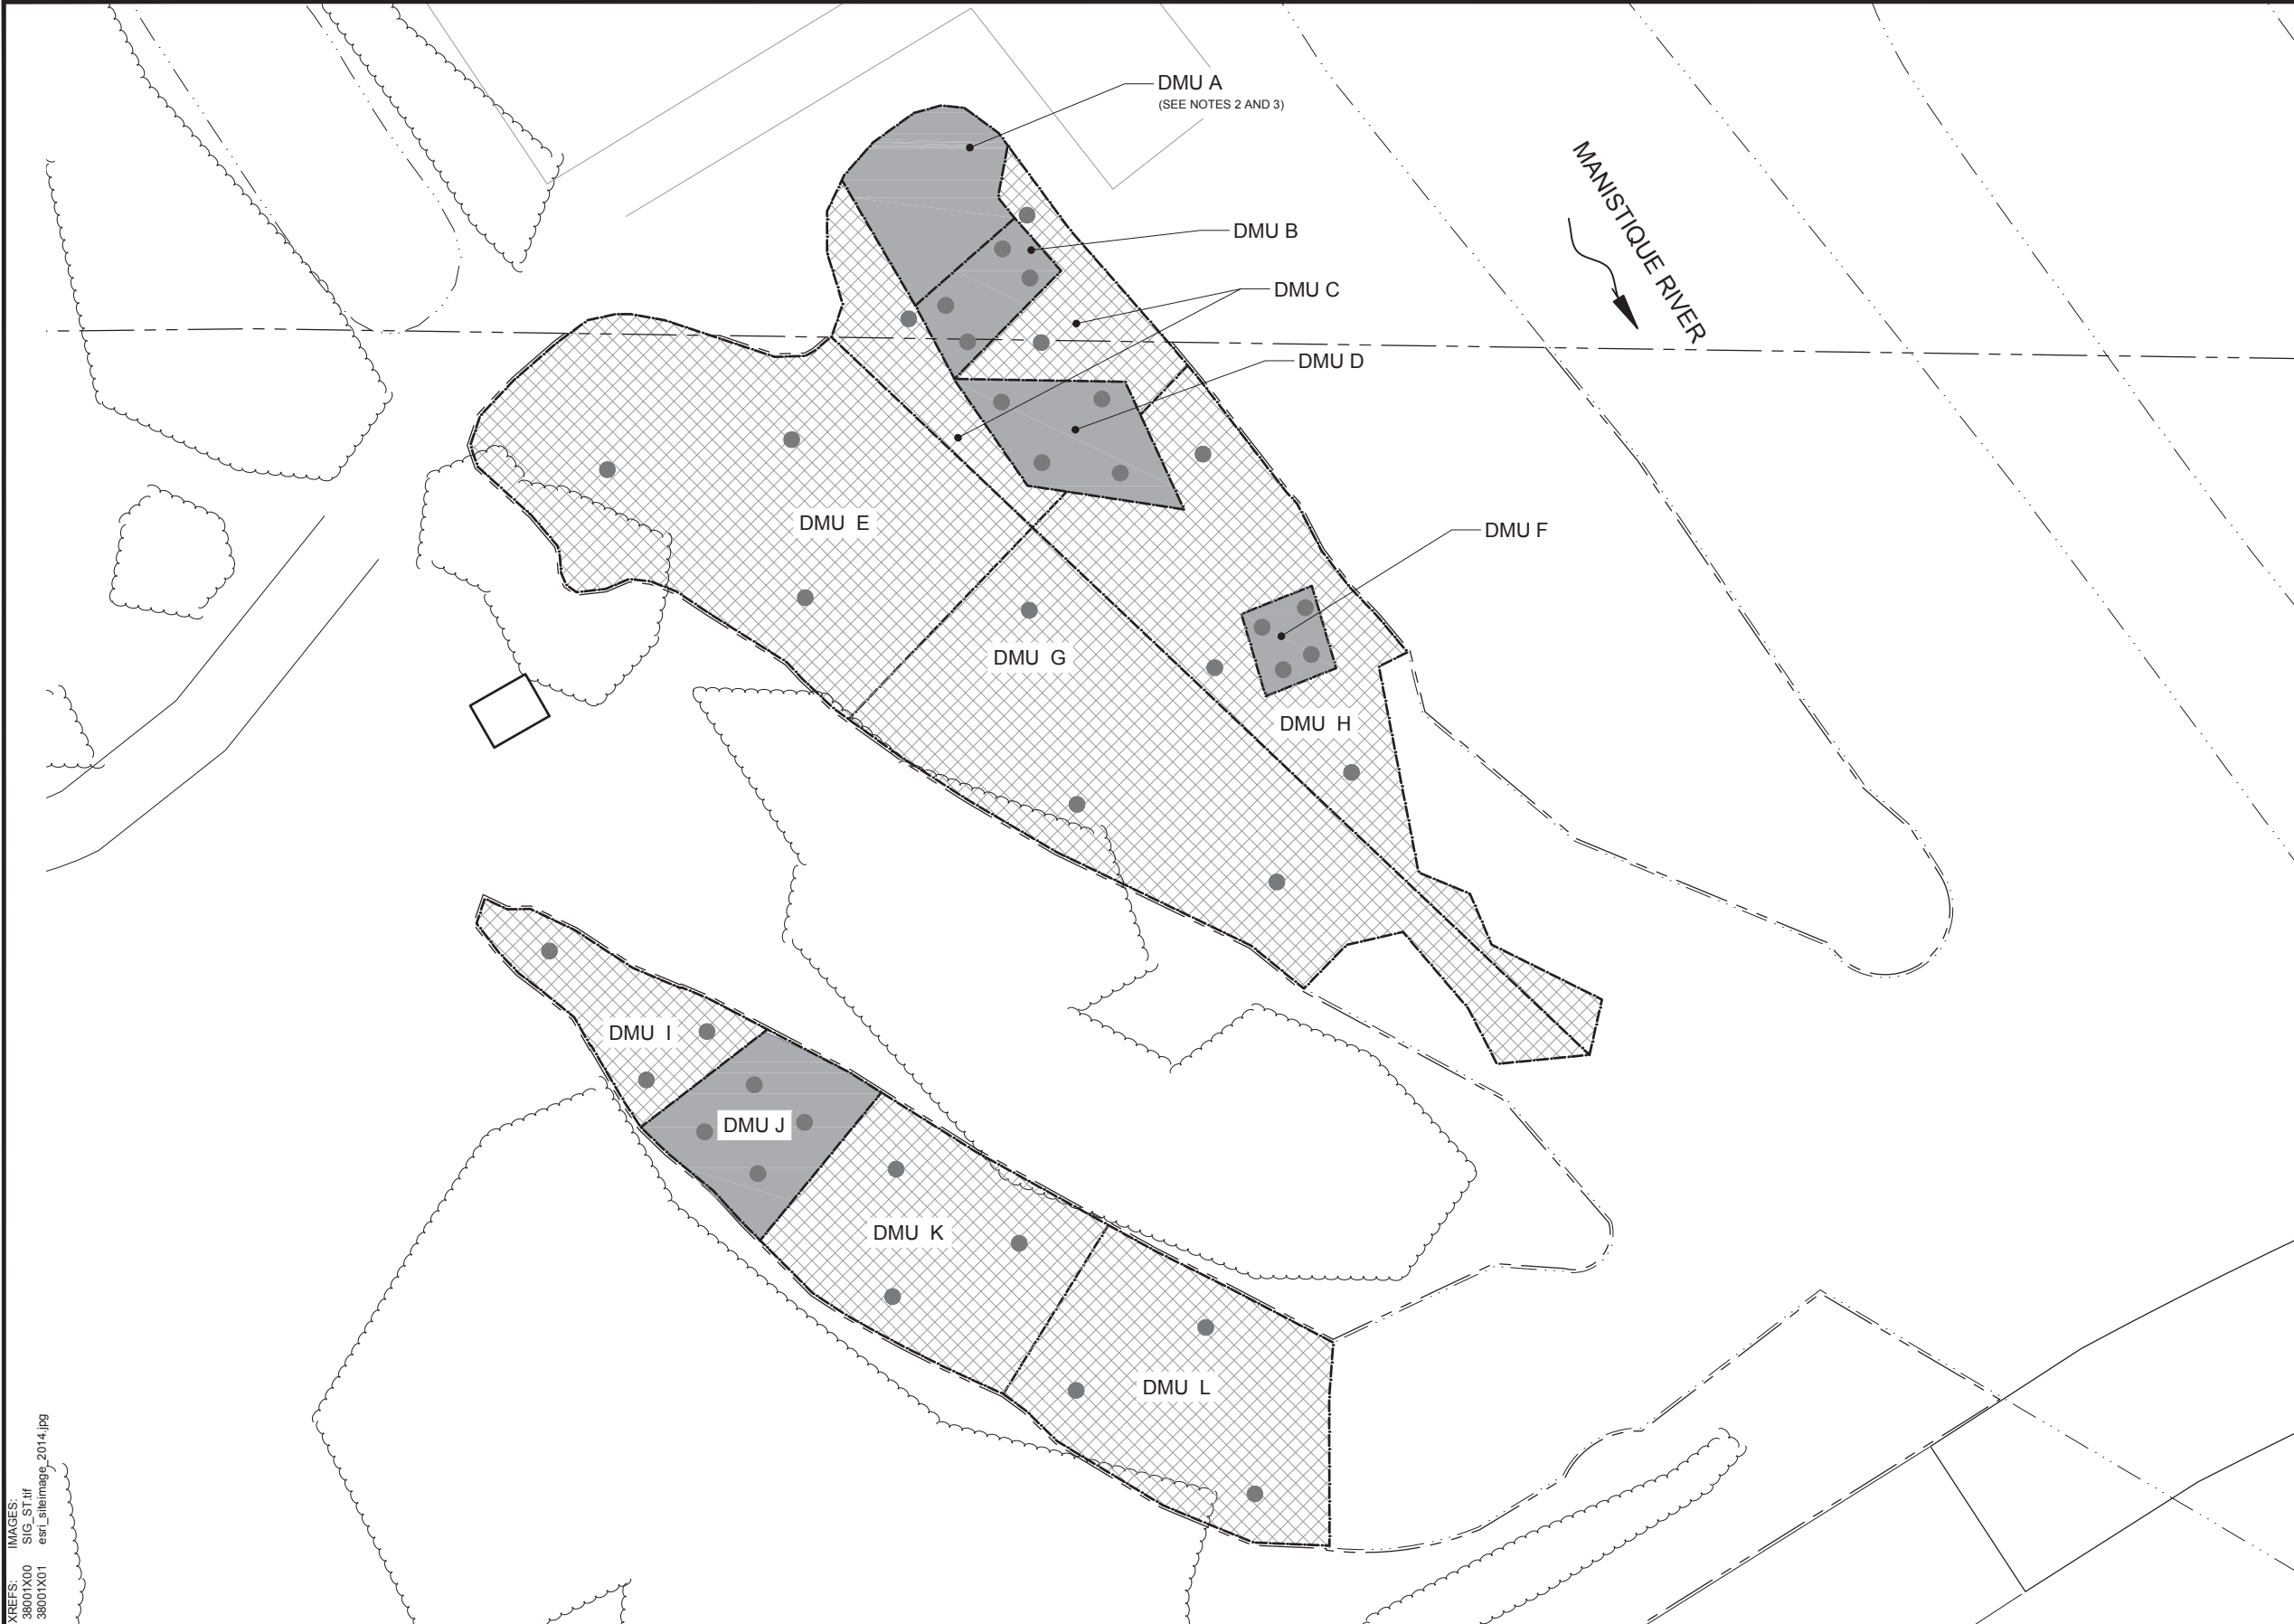 DMU A
(SEE NOTES 2 AND 3)
MANISTIQUE RIVER
DMU B
DMU C
DMU D
DMU E
DMU F
DMU G
DMU H
DMU I
DMU J
DMU K
DMU L
XREFS: IMAGES:
38001X00 SIG_ST.tif
38001X01 esri_siteimage_2014.jpg